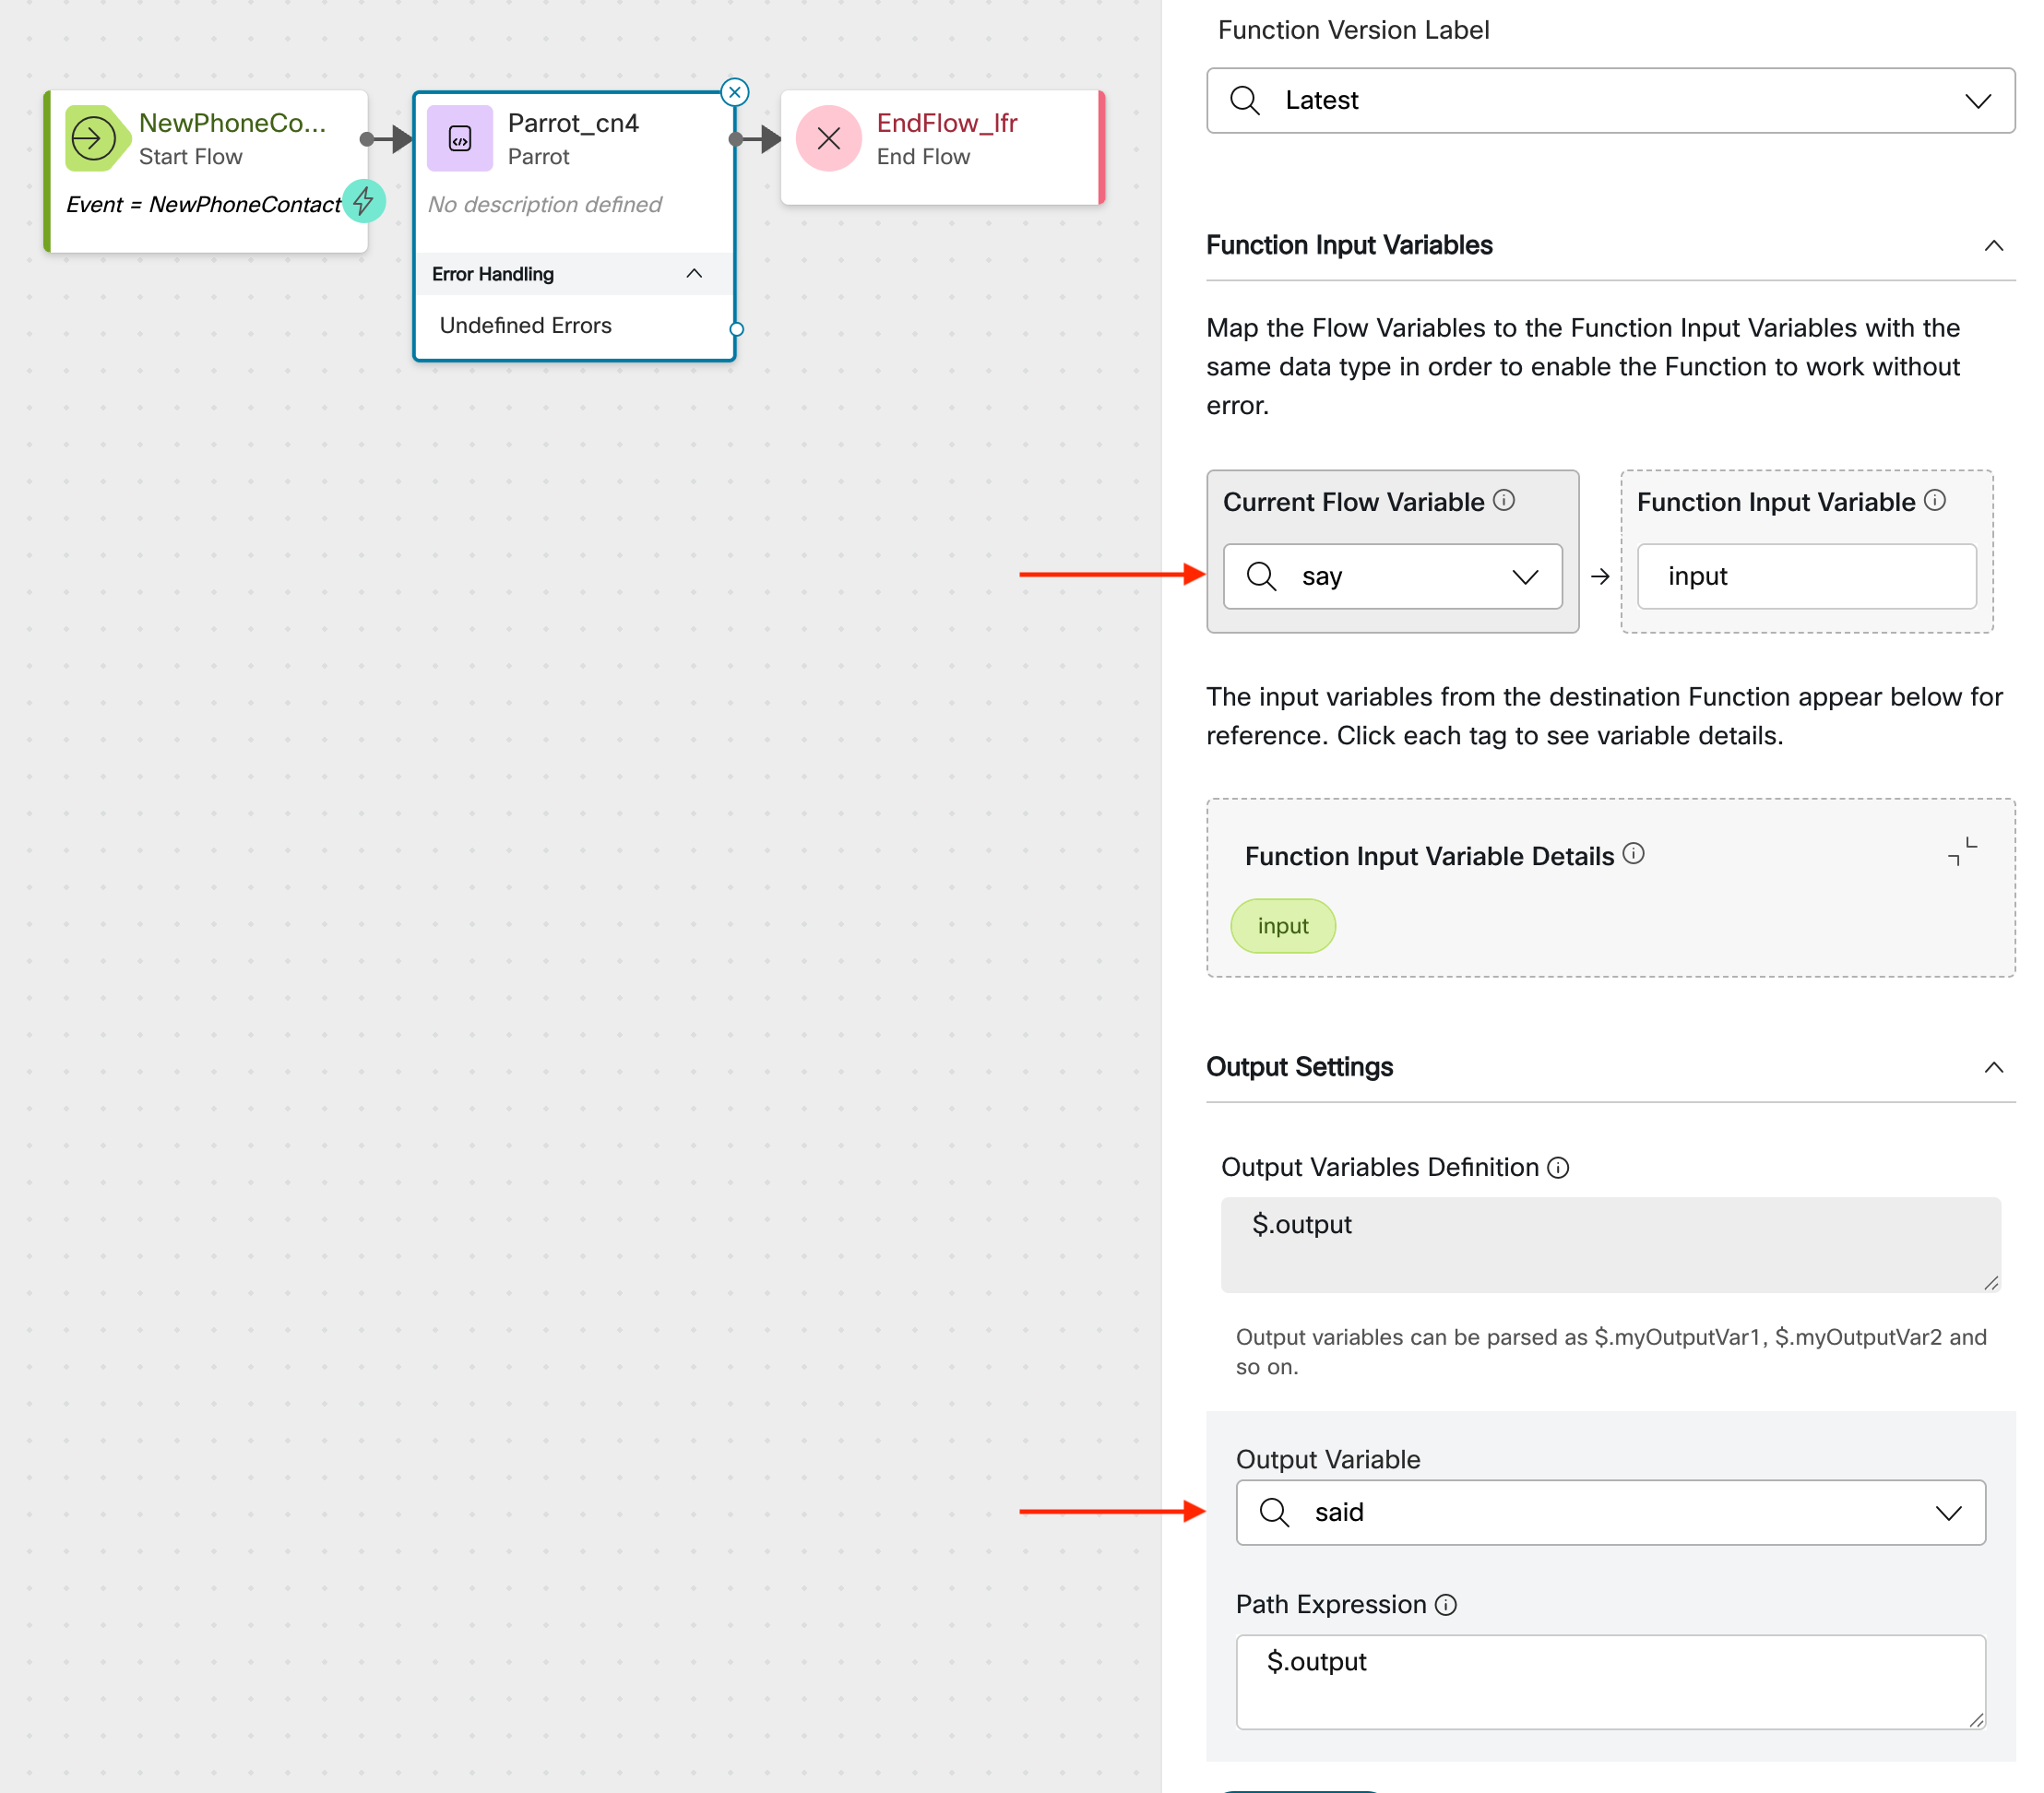 NewPhoneCo...
Start Flow
Event = NewPhoneContact
Parrot_cn4
Parrot
No description defined
Error Handling
Undefined Errors
EndFlow_lfr
End Flow
Function Version Label
Latest
Function Input Variables
Map the Flow Variables to the Function Input Variables with the
same data type in order to enable the Function to work without
error.
Current Flow Variable
say
Function Input Variable
input
The input variables from the destination Function appear below for
reference. Click each tag to see variable details.
Function Input Variable Details
input
Output Settings
Output Variables Definition
$.output
Output variables can be parsed as $.myOutputVar1, $.myOutputVar2 and
so on.
Output Variable
said
Path Expression
$.output